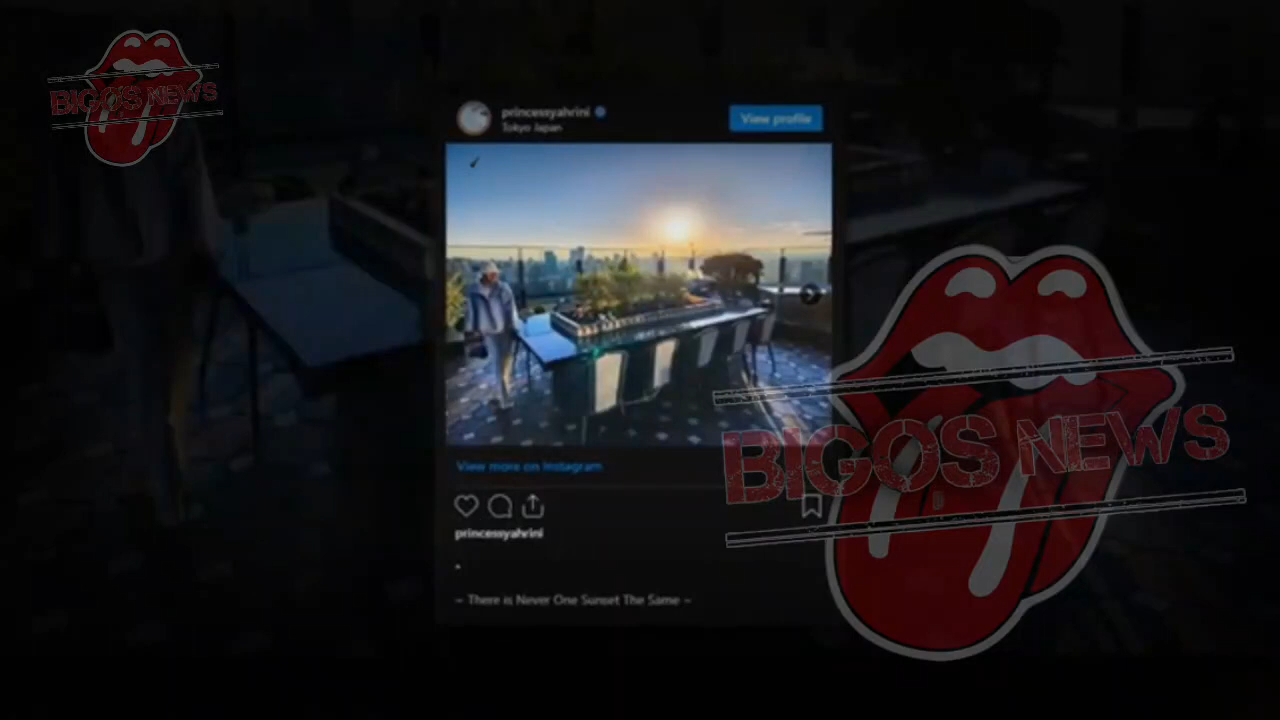 BIGOS NEWS
princessyahrini
Tokyo Japan
View profile
View more on Instagram
BIGOS NEWS
princessyahrini
~ There is Never One Sunset The Same ~